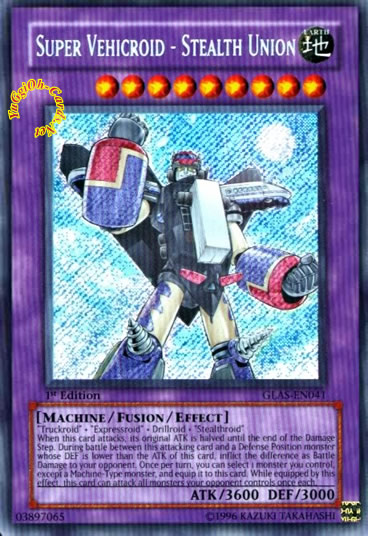 SUPER VEHICROID - STEALTH UNION
EARTH
地
YuGiOh-Cards.net
1st Edition
GLAS-EN041
[MACHINE / FUSION / EFFECT]
"Truckroid" + "Expressroid" + Drillroid" + "Stealthroid"
When this card attacks, its original ATK is halved until the end of the Damage
Step. During battle between this attacking card and a Defense Position monster
whose DEF is lower than the ATK of this card, inflict the difference as Battle
Damage to your opponent. Once per turn, you can select 1 monster you control,
except a Machine-Type monster, and equip it to this card. While equipped by this
effect, this card can attack all monsters your opponent controls once each.
ATK/3600 DEF/3000
03897065
©1996 KAZUKI TAKAHASHI